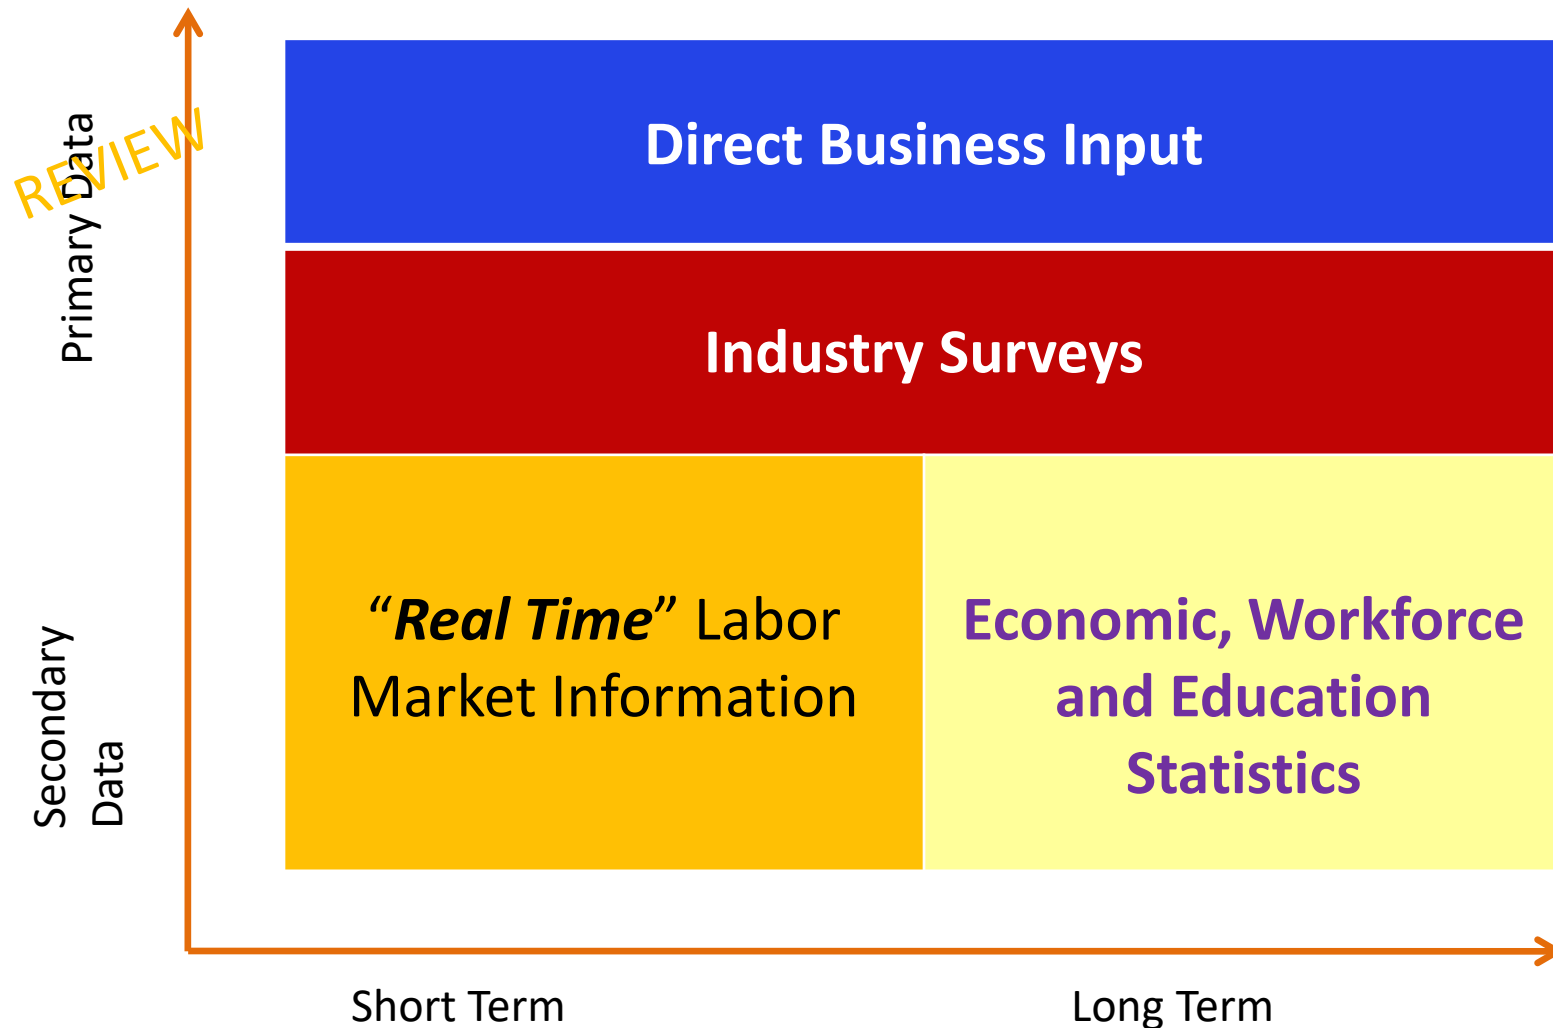 REVIEW
Primary Data
Direct Business Input
Industry Surveys
Secondary
Data
“Real Time” Labor
Market Information
Economic, Workforce
and Education
Statistics
Short Term
Long Term